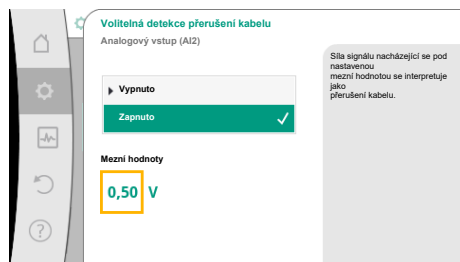 Volitelná detekce přerušení kabelu
Analogový vstup (AI2)
Síla signálu nacházející se pod
nastavenou
mezní hodnotou se interpretuje
jako
přerušení kabelu.
Vypnuto
Zapnuto
Mezní hodnoty
0,50 V
?